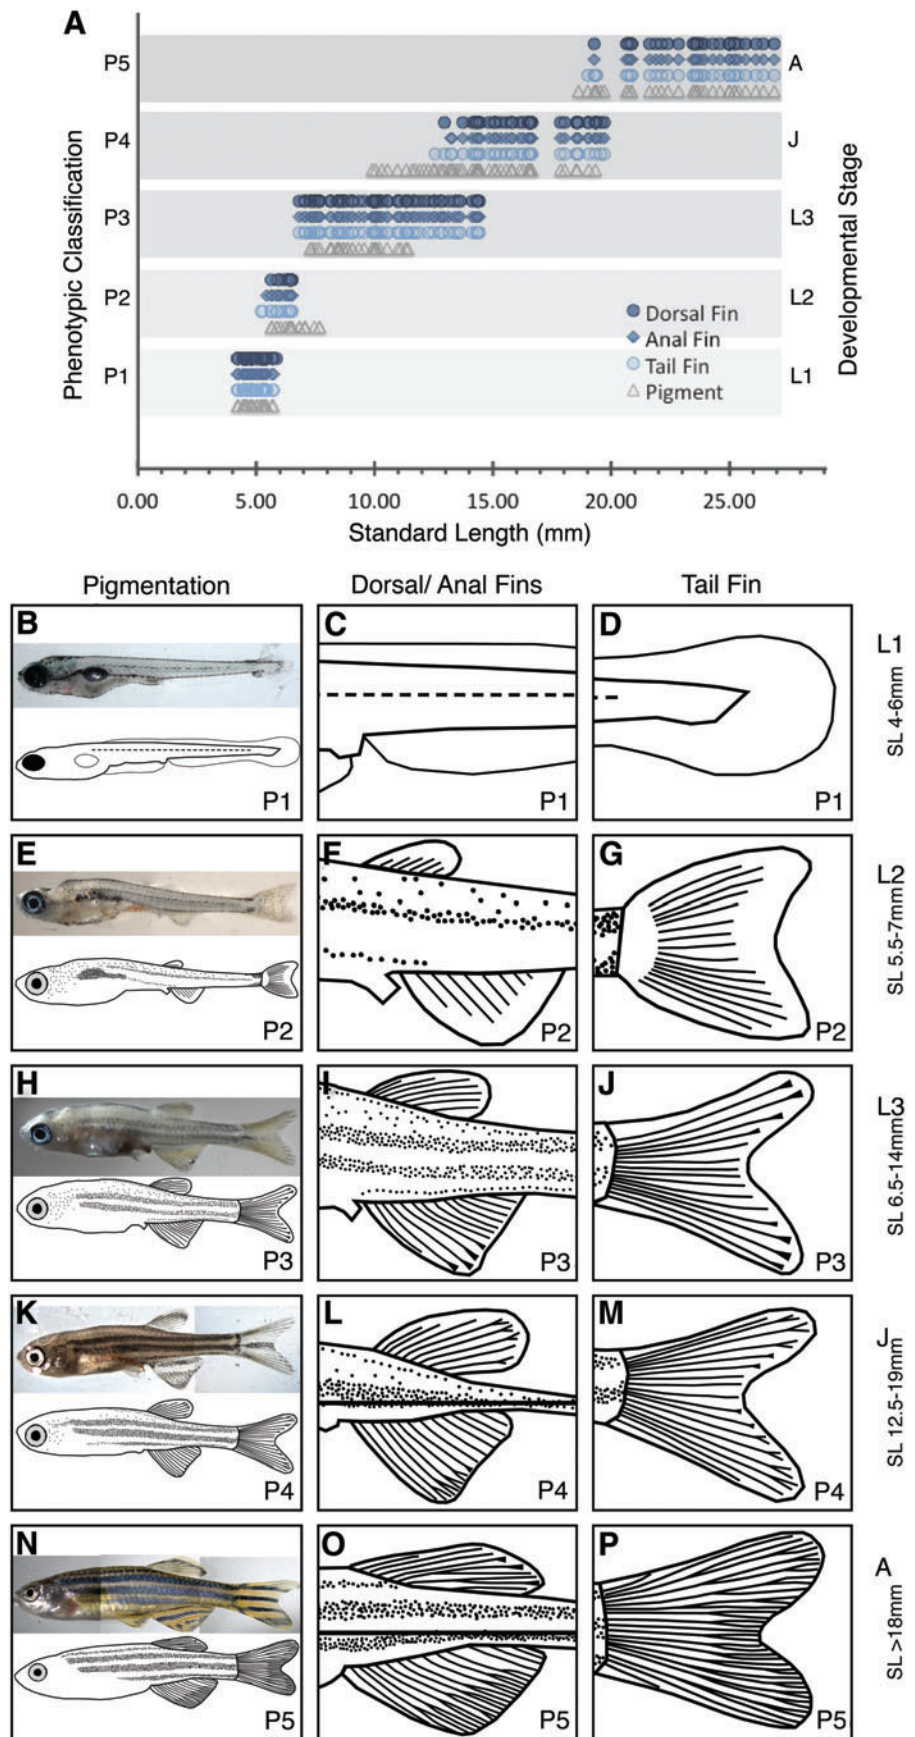 A
Phenotypic Classification
P5
P4
P3
P2
P1
A
J
L3
L2
L1
Developmental Stage
Dorsal Fin
Anal Fin
Tail Fin
Pigment
0.00 5.00 10.00 15.00 20.00 25.00
Standard Length (mm)
Pigmentation Dorsal/ Anal Fins Tail Fin
B C D
P1 P1 P1
L1
SL 4-6mm
E F G
P2 P2 P2
L2
SL 5.5-7mm
H I J
P3 P3 P3
L3
SL 6.5-14mm
K L M
P4 P4 P4
J
SL 12.5-19mm
N O P
P5 P5 P5
A
SL >18mm